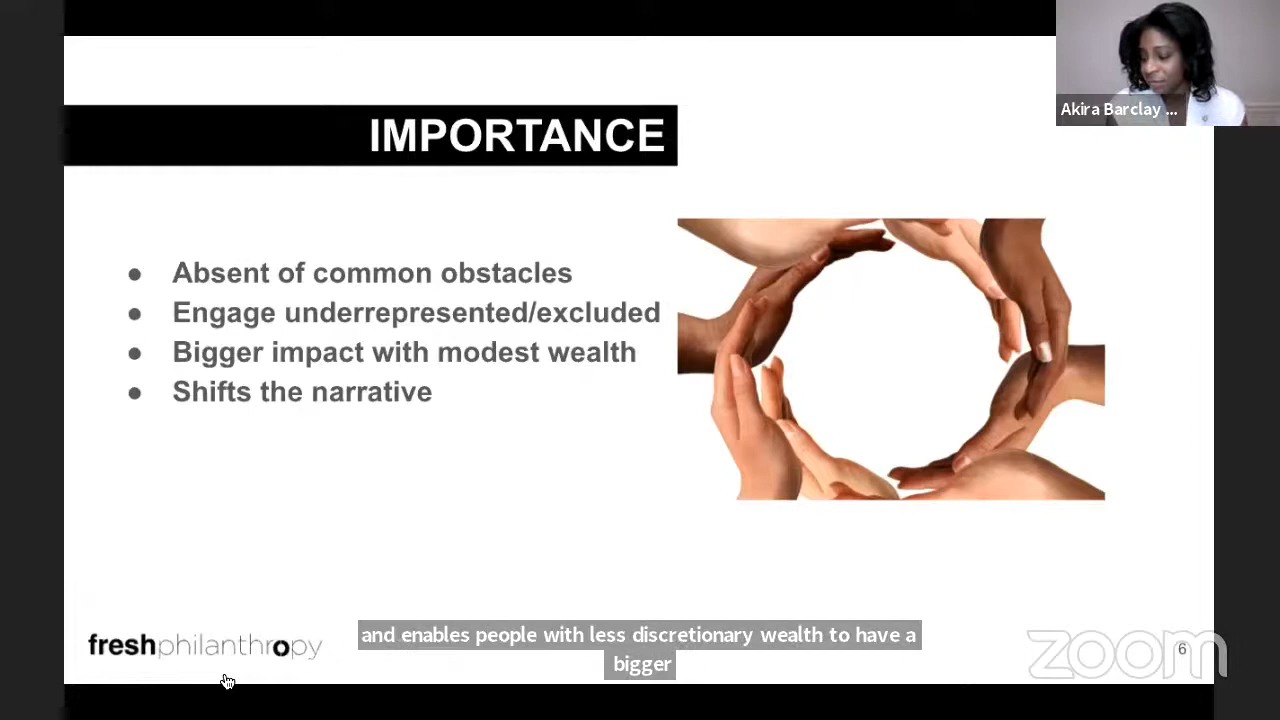 Akira Barclay ...
IMPORTANCE
● Absent of common obstacles
● Engage underrepresented/excluded
● Bigger impact with modest wealth
● Shifts the narrative
freshphilanthropy
and enables people with less discretionary wealth to have a
bigger
zoom
6